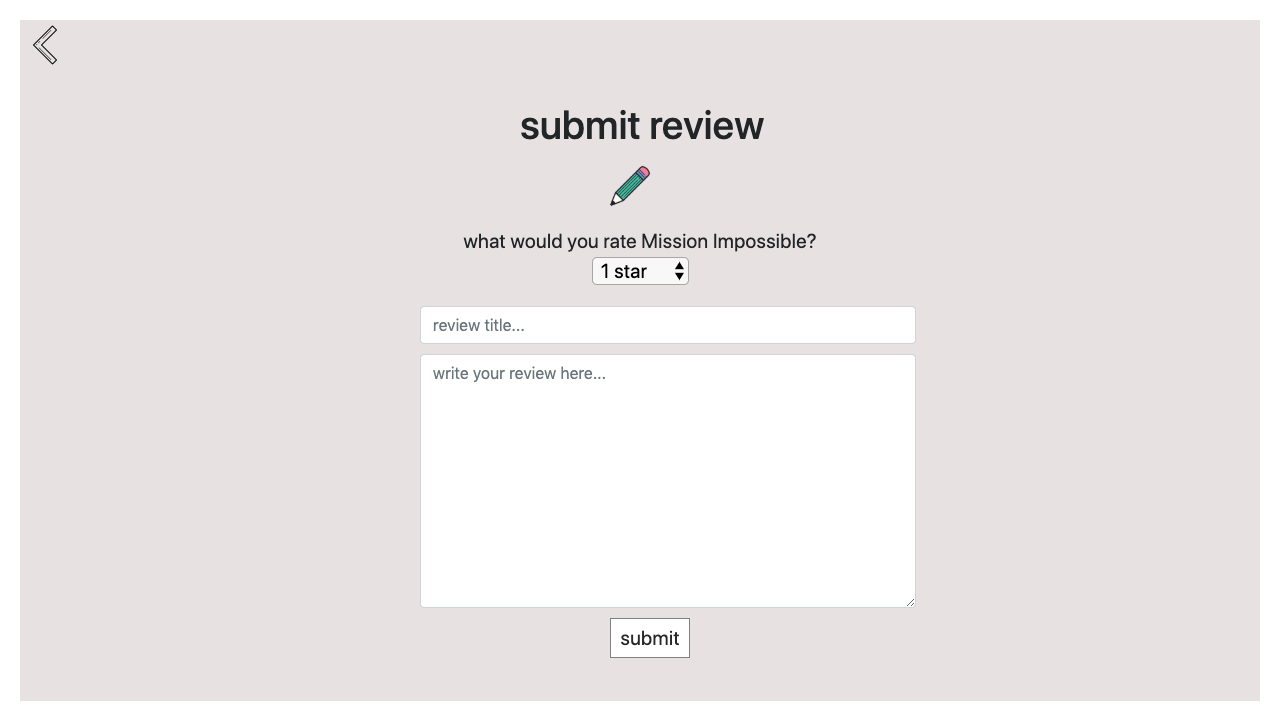 submit review
what would you rate Mission Impossible?
1 star
review title...
write your review here...
submit